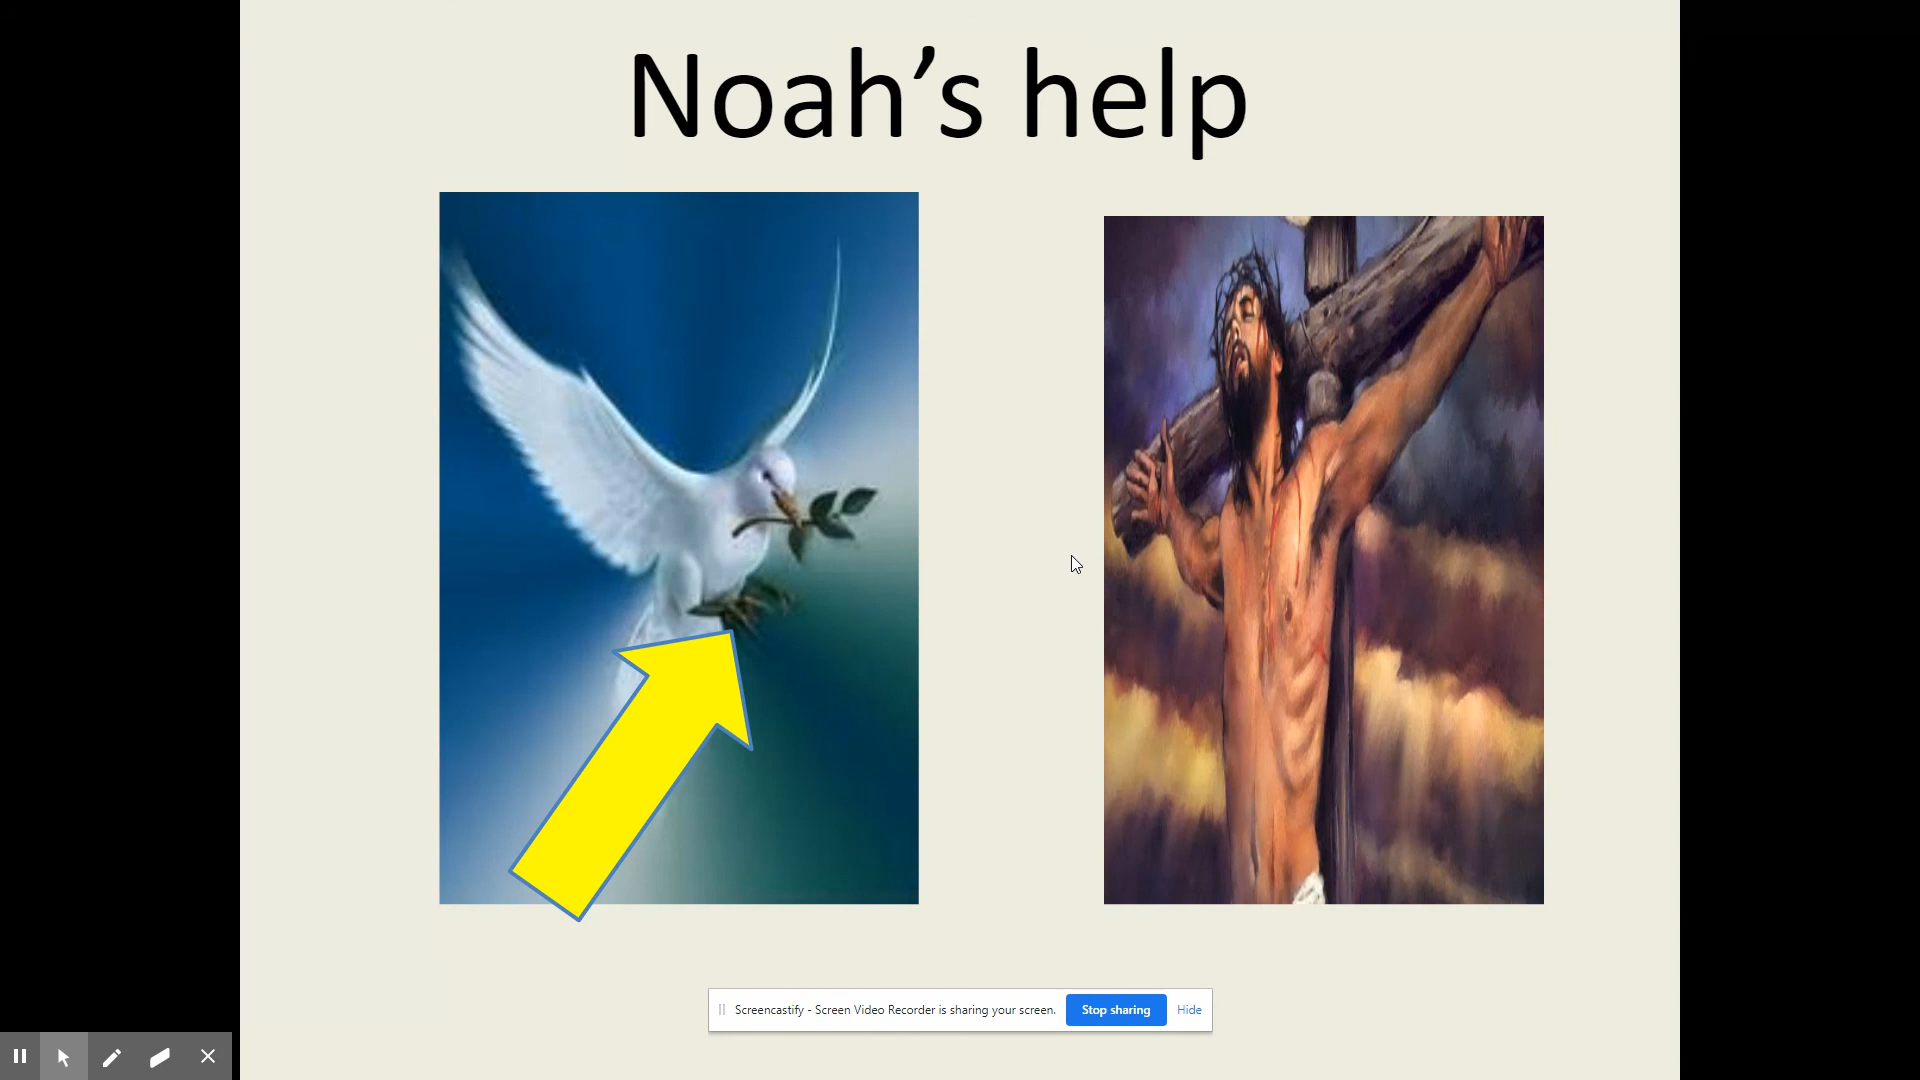 Noah’s help
Screencastify - Screen Video Recorder is sharing your screen.
Stop sharing
Hide